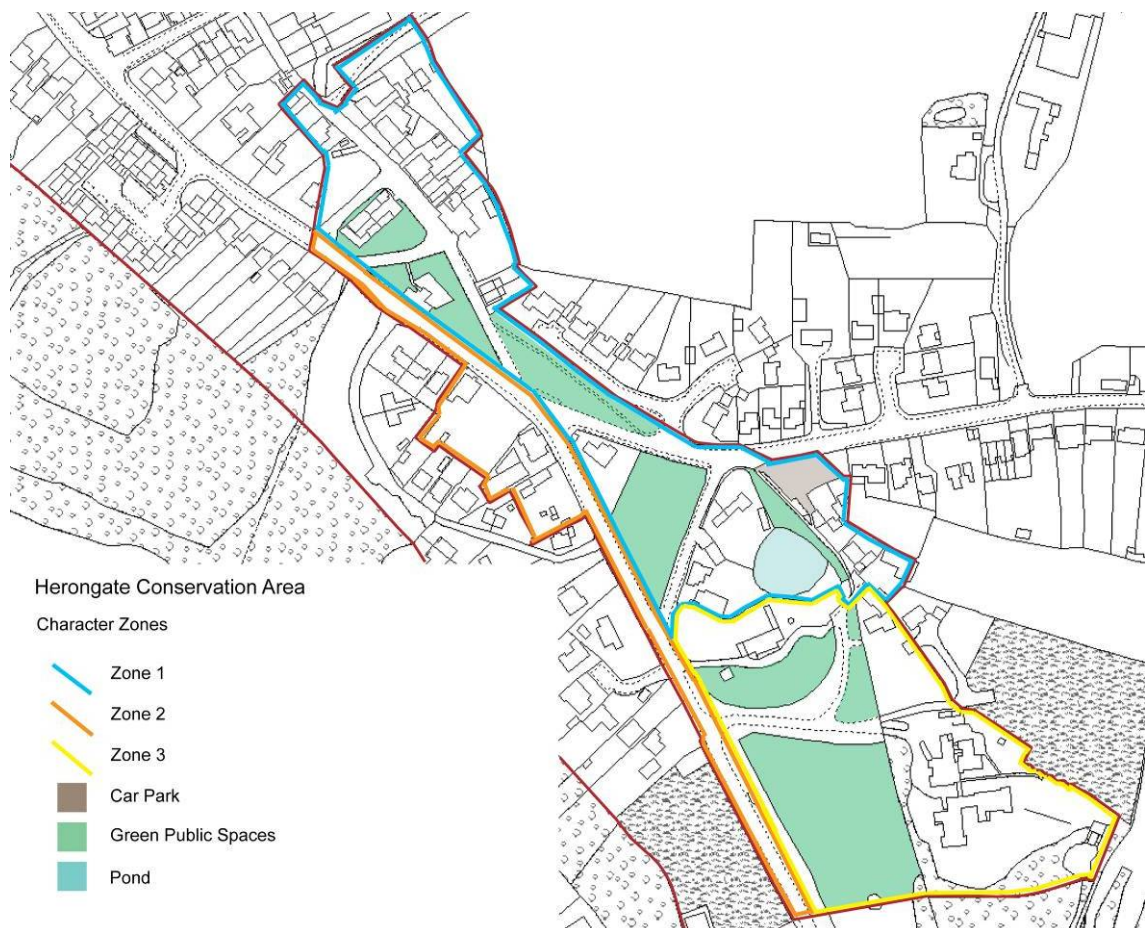 Herongate Conservation Area
Character Zones
Zone 1
Zone 2
Zone 3
Car Park
Green Public Spaces
Pond